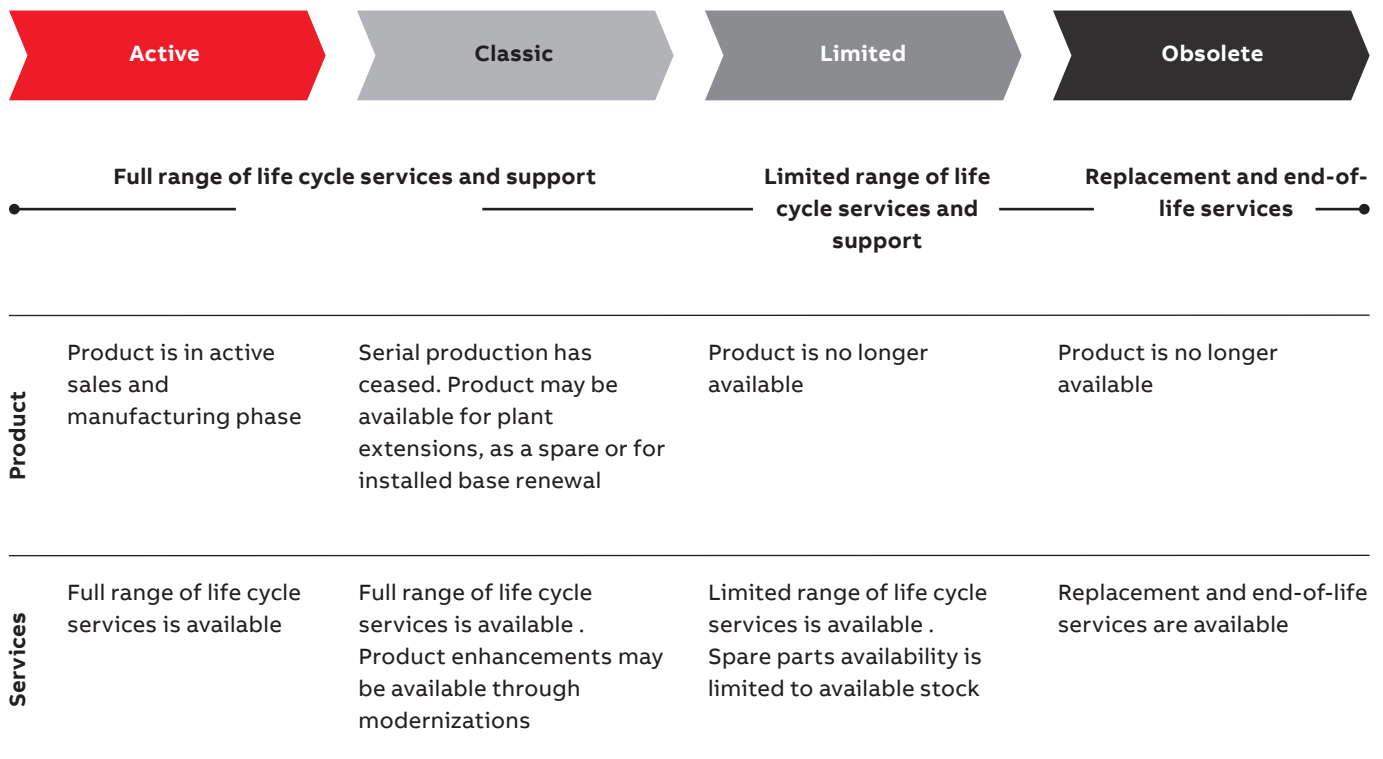 Active
Classic
Limited
Obsolete
Full range of life cycle services and support
Limited range of life
cycle services and
support
Replacement and end-of-
life services
Product
Product is in active
sales and
manufacturing phase
Serial production has
ceased. Product may be
available for plant
extensions, as a spare or for
installed base renewal
Product is no longer
available
Product is no longer
available
Services
Full range of life cycle
services is available
Full range of life cycle
services is available .
Product enhancements may
be available through
modernizations
Limited range of life cycle
services is available .
Spare parts availability is
limited to available stock
Replacement and end-of-life
services are available